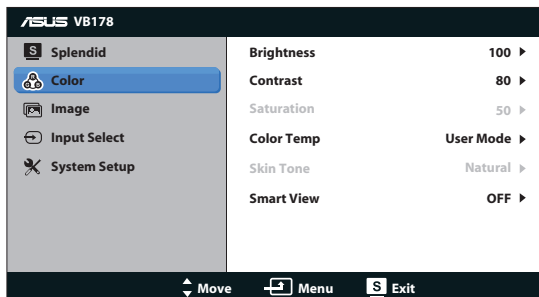 ASUS VB178
S Splendid
Color
Image
Input Select
System Setup
Brightness 100
Contrast 80
Saturation 50
Color Temp User Mode
Skin Tone Natural
Smart View OFF
Move Menu S Exit